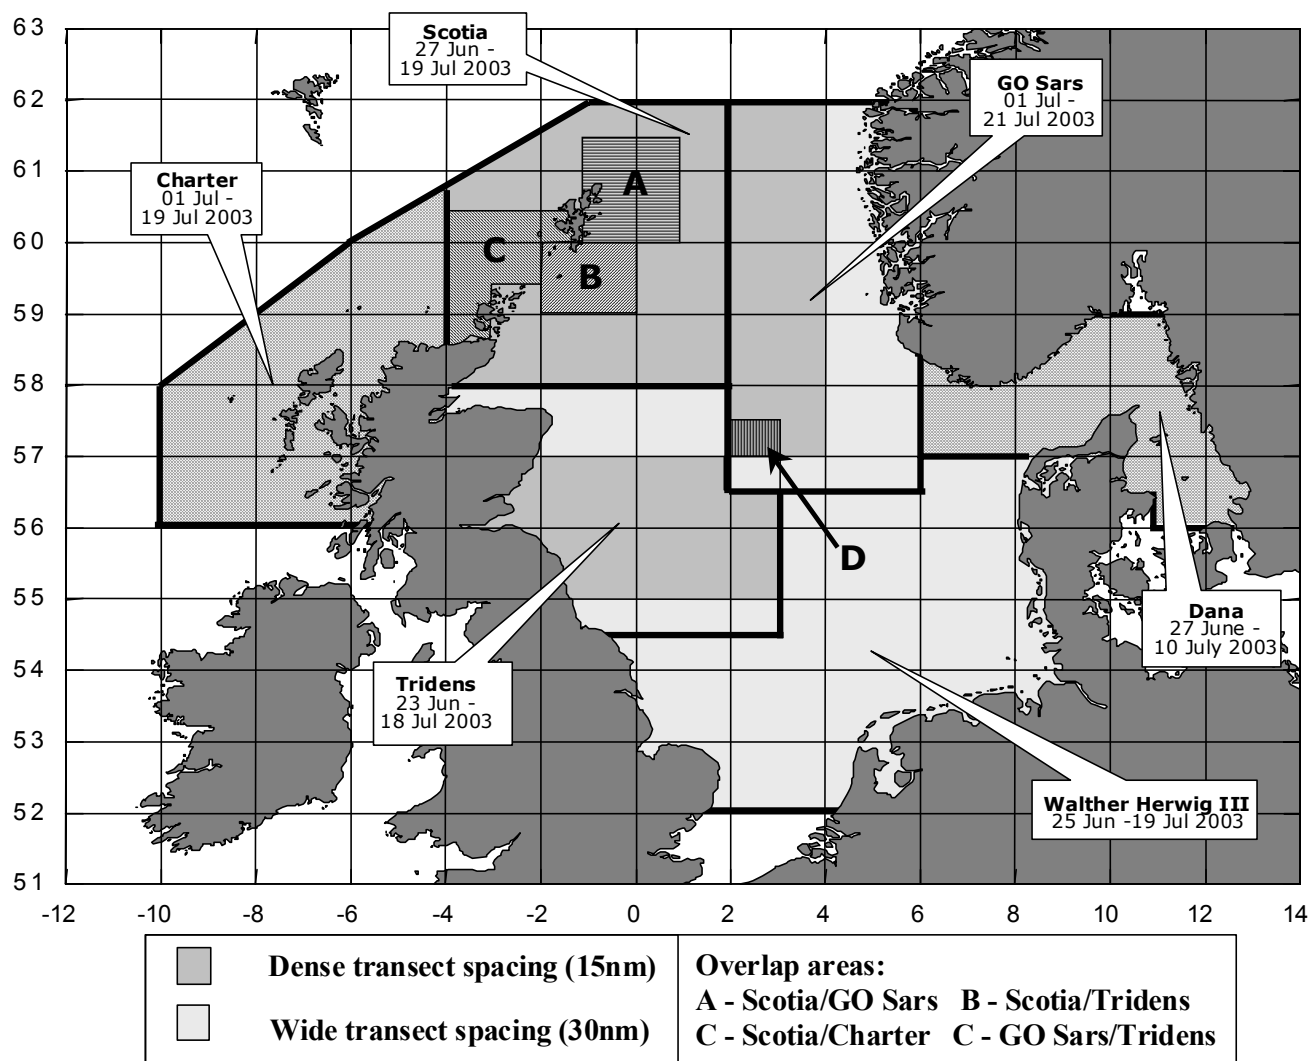 63
62
61
60
59
58
57
56
55
54
53
52
51
-12 -10 -8 -6 -4 -2 0 2 4 6 8 10 12 14
Scotia
27 Jun -
19 Jul 2003
GO Sars
01 Jul -
21 Jul 2003
Charter
01 Jul -
19 Jul 2003
A
C
B
D
Dana
27 June -
10 July 2003
Tridens
23 Jun -
18 Jul 2003
Walther Herwig III
25 Jun -19 Jul 2003
Dense transect spacing (15nm)
Wide transect spacing (30nm)
Overlap areas:
A - Scotia/GO Sars B - Scotia/Tridens
C - Scotia/Charter C - GO Sars/Tridens